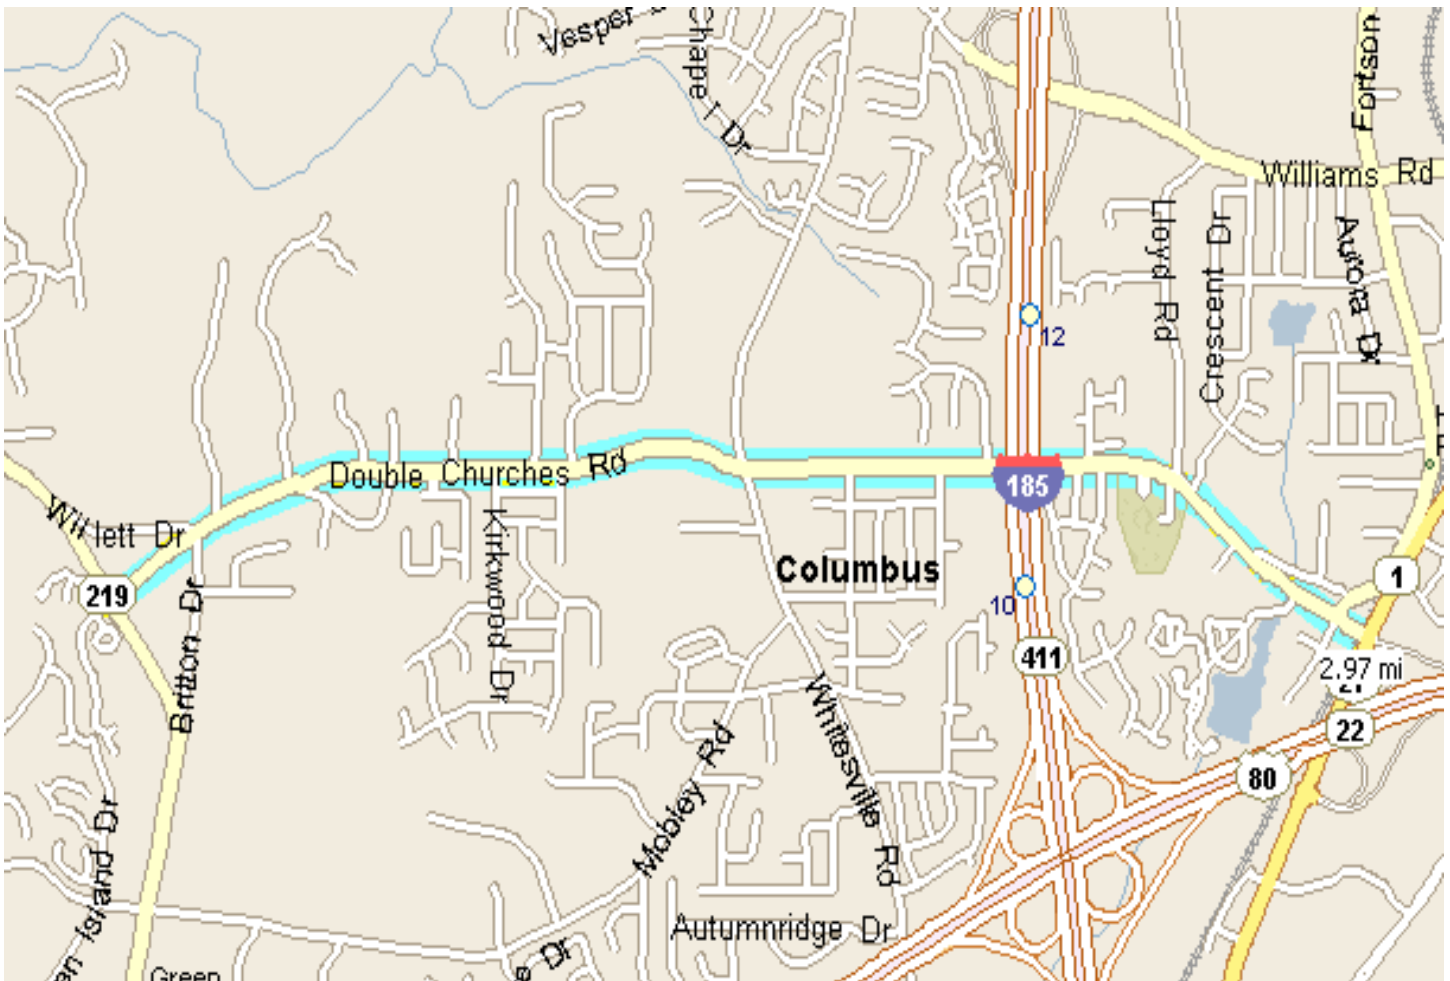 Vesper
Chapel Dr
Fortson
Williams Rd
Lloyd Rd
Crescent Dr
Aurora Dr
12
Double Churches Rd
185
Willett Dr
Kirkwood Dr
Columbus
1
219
10
Britton Dr
411
2.97 mi
22
Whitesville Rd
Mobley Rd
80
Island Dr
Autumnridge Dr
Dr
Green